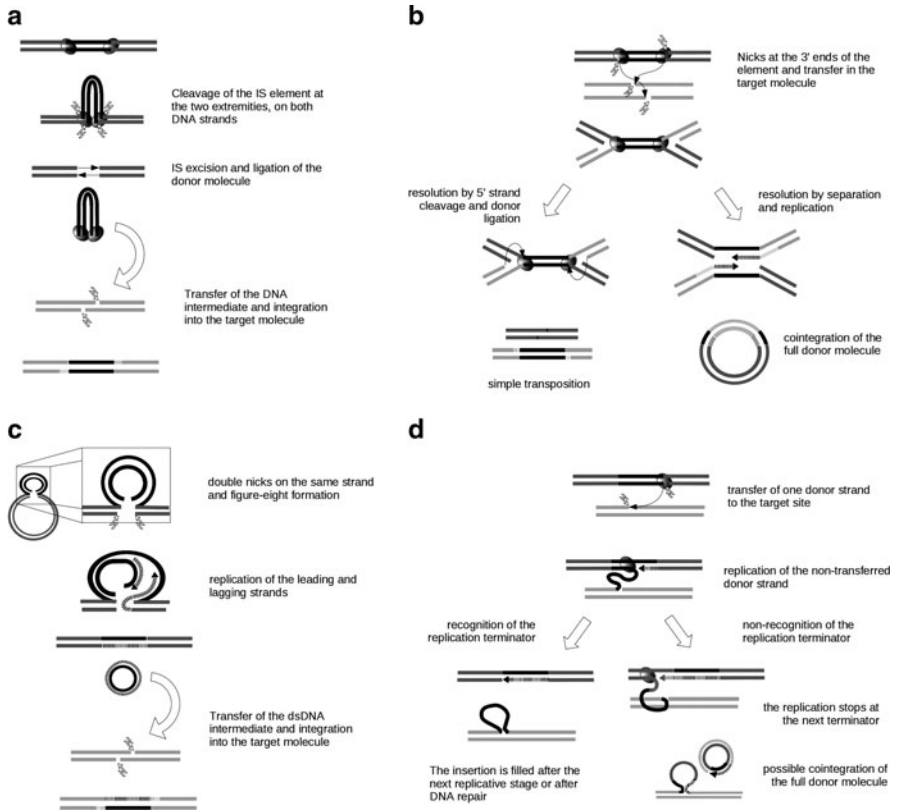 a
Cleavage of the IS element at
the two extremities, on both
DNA strands
IS excision and ligation of the
donor molecule
Transfer of the DNA
intermediate and integration
into the target molecule
b
Nicks at the 3' ends of the
element and transfer in the
target molecule
resolution by 5' strand
cleavage and donor
ligation
resolution by separation
and replication
simple transposition
cointegration of the
full donor molecule
c
double nicks on the same strand
and figure-eight formation
replication of the leading and
lagging strands
Transfer of the dsDNA
intermediate and integration
into the target molecule
d
transfer of one donor strand
to the target site
replication of the non-transferred
donor strand
recognition of the
replication terminator
non-recognition of the
replication terminator
the replication stops at
the next terminator
The insertion is filled after the
next replicative stage or after
DNA repair
possible cointegration of
the full donor molecule